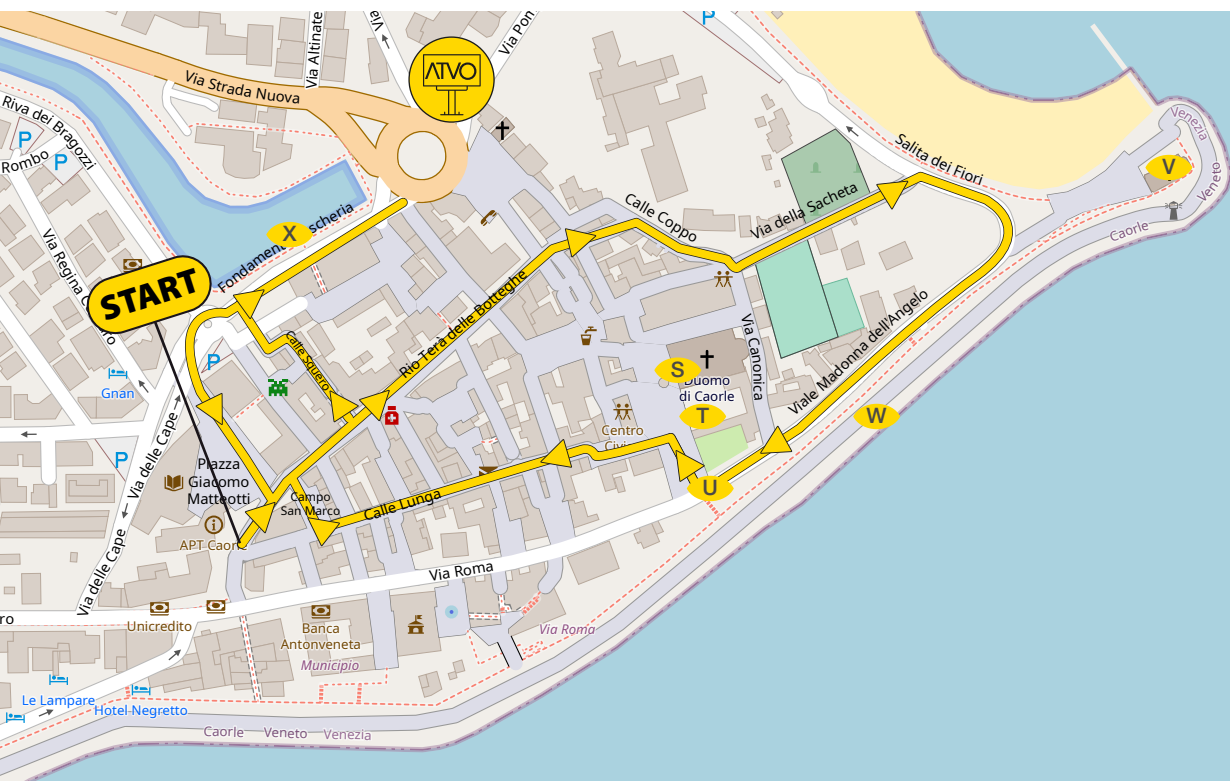 Via Altinate
Via
Via Pon
ATVO
P
Via Strada Nuova
Riva dei Bragozzi
P
P
Rombo
Salita dei Fiori
Venezia
V
Veneto
Caorle
Calle Coppo
Via della Sacheta
X
Fondamen
scheria
Via Regina
START
Rio Terà delle Botteghe
Calle Squero
P
Gnan
Via Canonica
Viale Madonna dell'Angelo
S
Duomo
di Caorle
T
W
Centro
Civi
U
Via delle Cape
P
Piazza
Giacomo
Matteotti
Campo
San Marco
Calle Lunga
APT Caorle
Via delle Cape
Via Roma
ro
Unicredito
Banca
Antonveneta
Via Roma
Municipio
Le Lampare
Hotel Negretto
Caorle
Veneto
Venezia